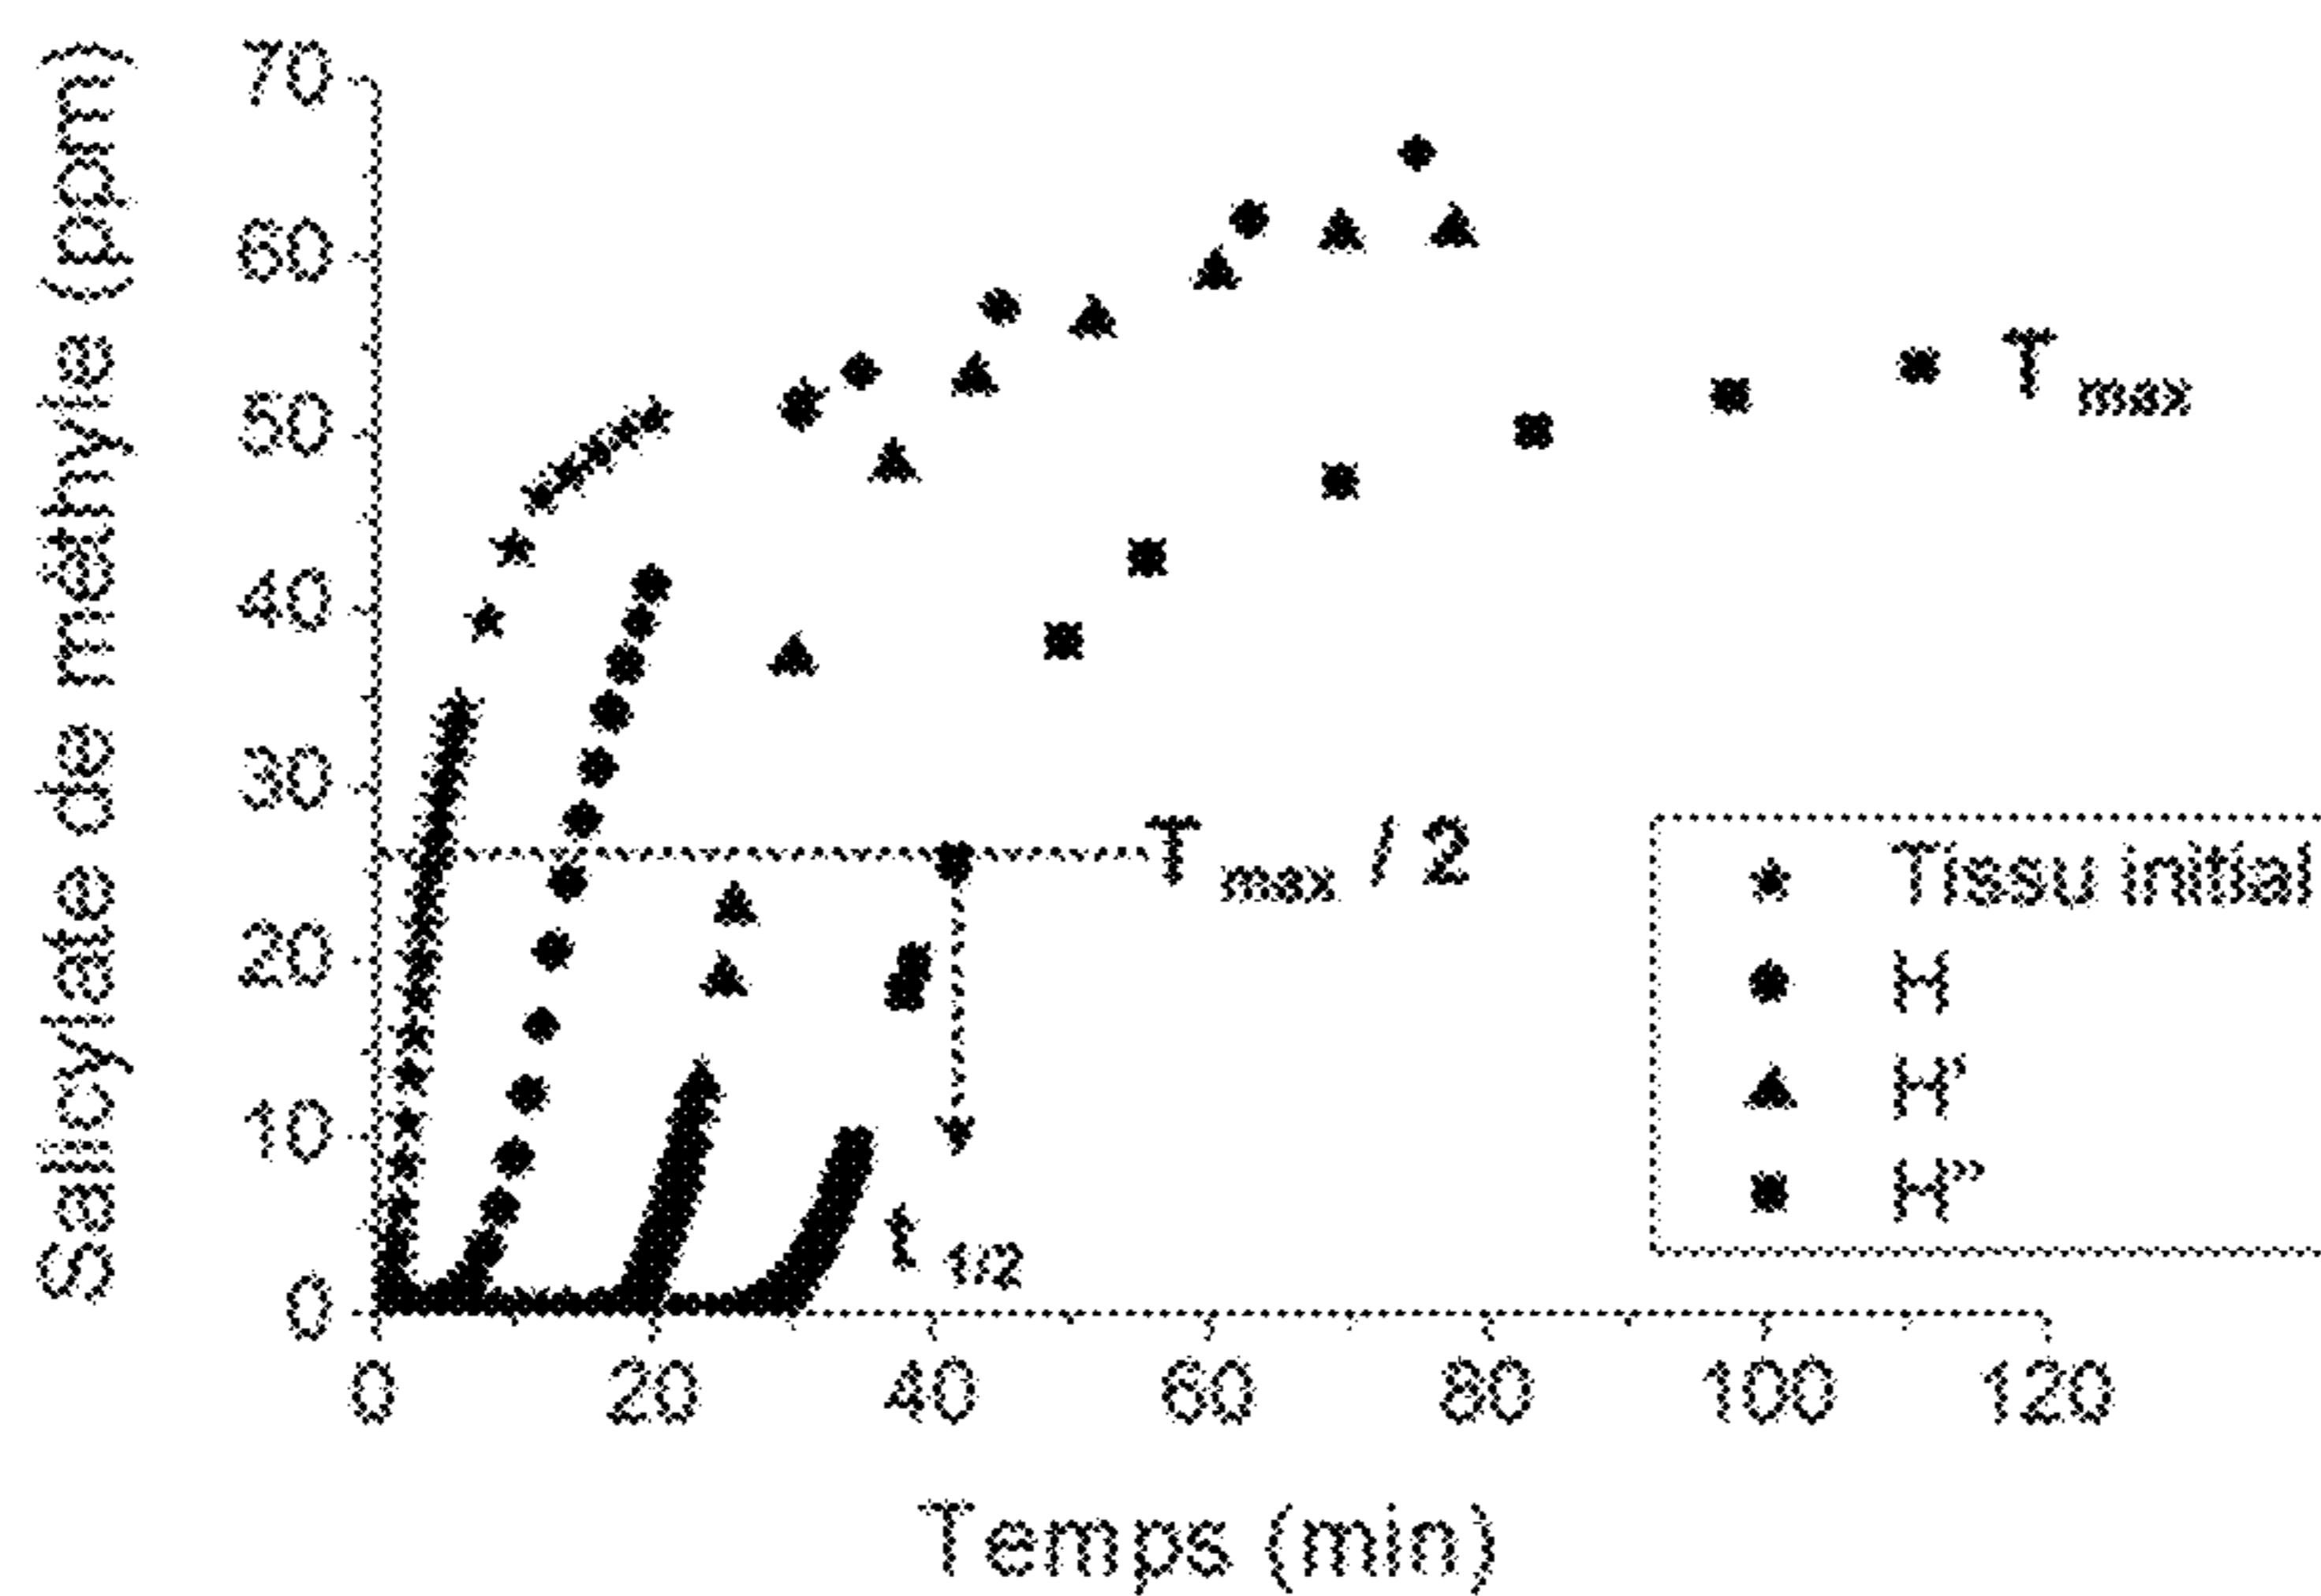 Salicylate de méthyle (ppm)
70
60
50
40
30
20
10
0
T max
T max / 2
t 1/2
Tissu initial
H
H'
H''
0 20 40 60 80 100 120
Temps (min)